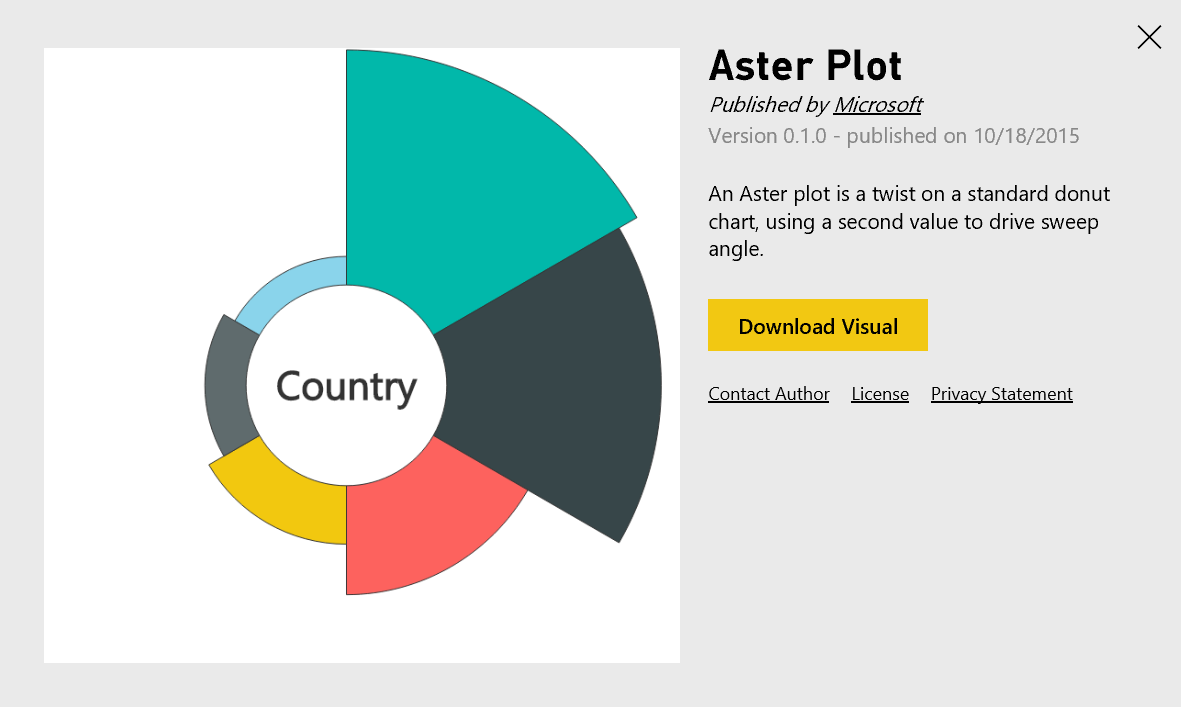 Aster Plot
Published by Microsoft
Version 0.1.0 - published on 10/18/2015
An Aster plot is a twist on a standard donut
chart, using a second value to drive sweep
angle.
Download Visual
Contact Author License Privacy Statement
Country